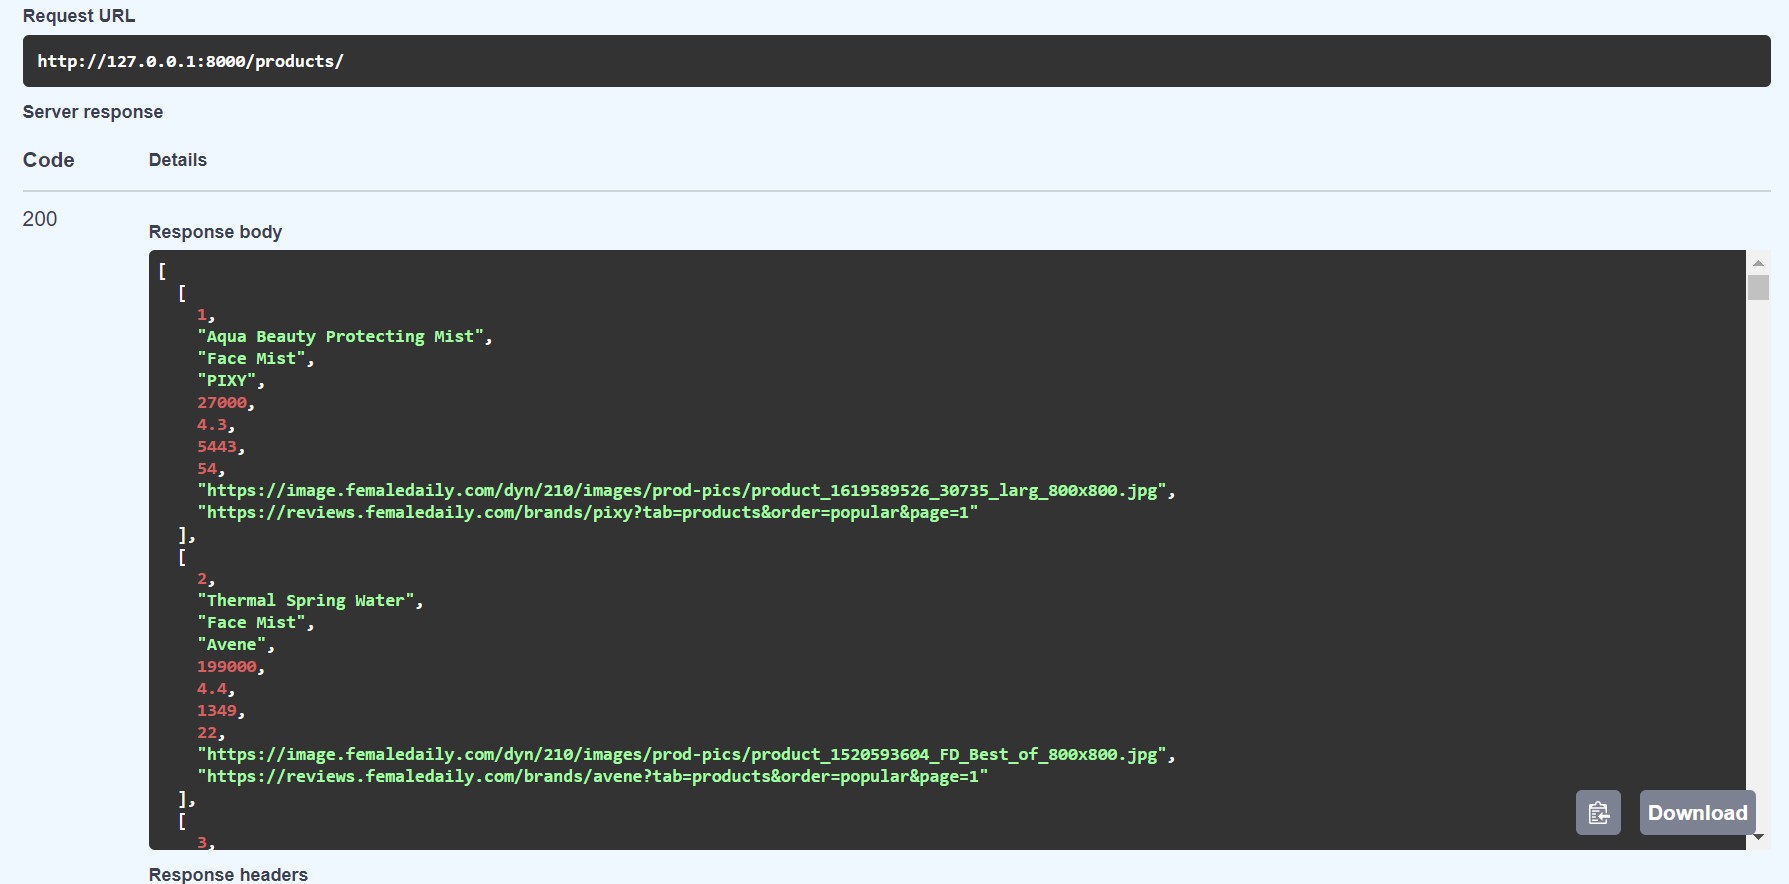 Request URL
http://127.0.0.1:8000/products/
Server response
Code Details
200
Response body
[
[
1,
"Aqua Beauty Protecting Mist",
"Face Mist",
"PIXY",
27000,
4.3,
5443,
54,
"https://image.femaledaily.com/dyn/210/images/prod-pics/product_1619589526_30735_larg_800x800.jpg",
"https://reviews.femaledaily.com/brands/pixy?tab=products&order=popular&page=1"
],
[
2,
"Thermal Spring Water",
"Face Mist",
"Avene",
199000,
4.4,
1349,
22,
"https://image.femaledaily.com/dyn/210/images/prod-pics/product_1520593604_FD_Best_of_800x800.jpg",
"https://reviews.femaledaily.com/brands/avene?tab=products&order=popular&page=1"
],
[
3,
Download
Response headers